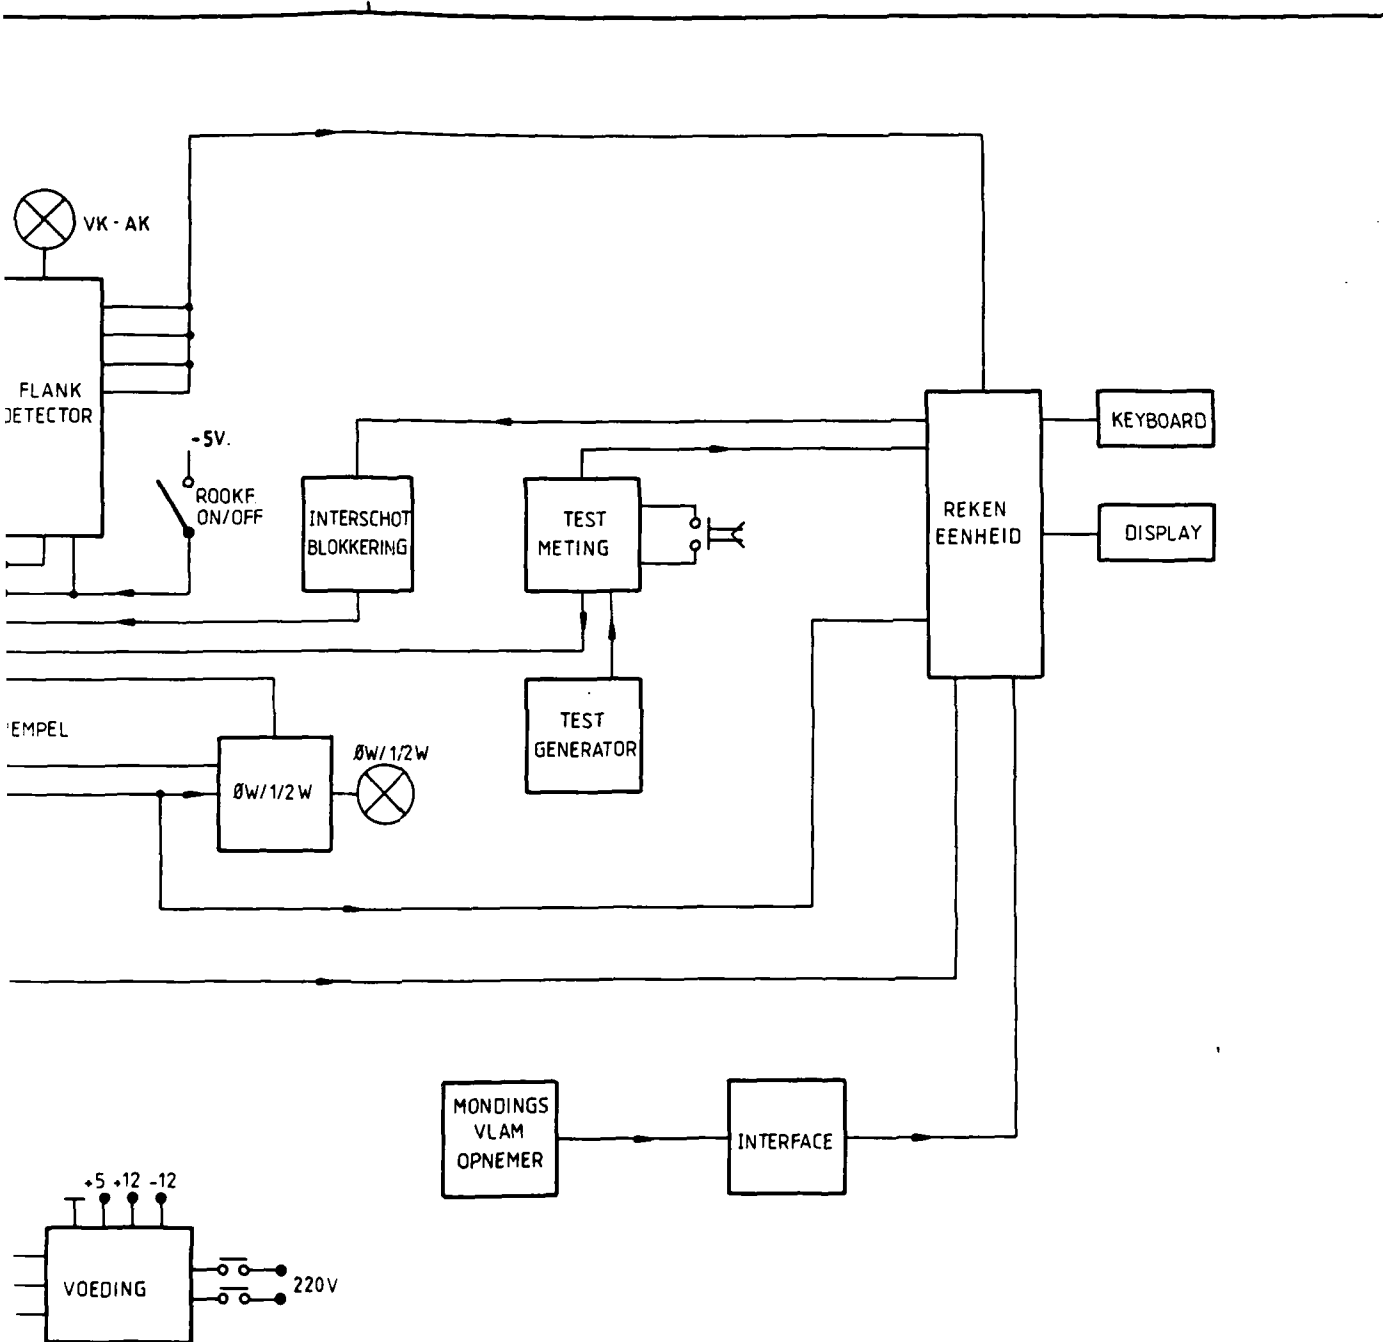 VK - AK
FLANK
DETECTOR
-5V.
ROOKF.
ON/OFF
INTERSCHOT
BLOKKERING
TEST
METING
REKEN
EENHEID
KEYBOARD
DISPLAY
TEST
GENERATOR
EMPEL
ØW/1/2W
ØW/1/2W
MONDINGS
VLAM
OPNEMER
INTERFACE
+5 +12 -12
VOEDING
220V